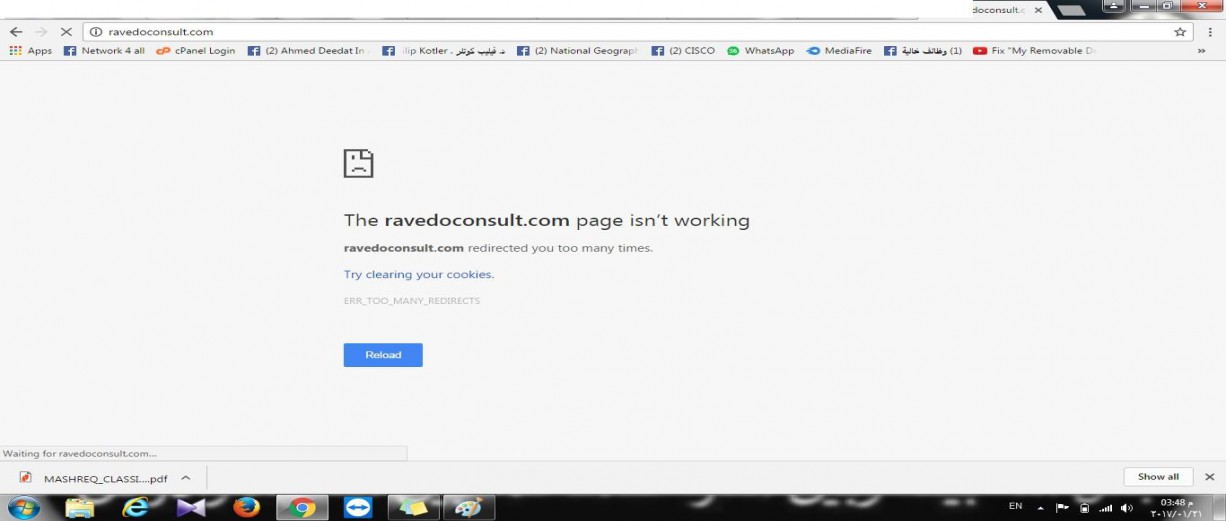 doconsult.c
ravedoconsult.com
Apps Network 4 all cPanel Login (2) Ahmed Deedat In ilip Kotler . د. فيليب كوتلر (2) National Geograph (2) CISCO WhatsApp MediaFire (1) وظائف خالية Fix "My Removable D
The ravedoconsult.com page isn't working
ravedoconsult.com redirected you too many times.
Try clearing your cookies.
ERR_TOO_MANY_REDIRECTS
Reload
Waiting for ravedoconsult.com...
MASHREQ_CLASSI....pdf Show all
EN 03:48 م
٢٠١٧/٠١/٢١